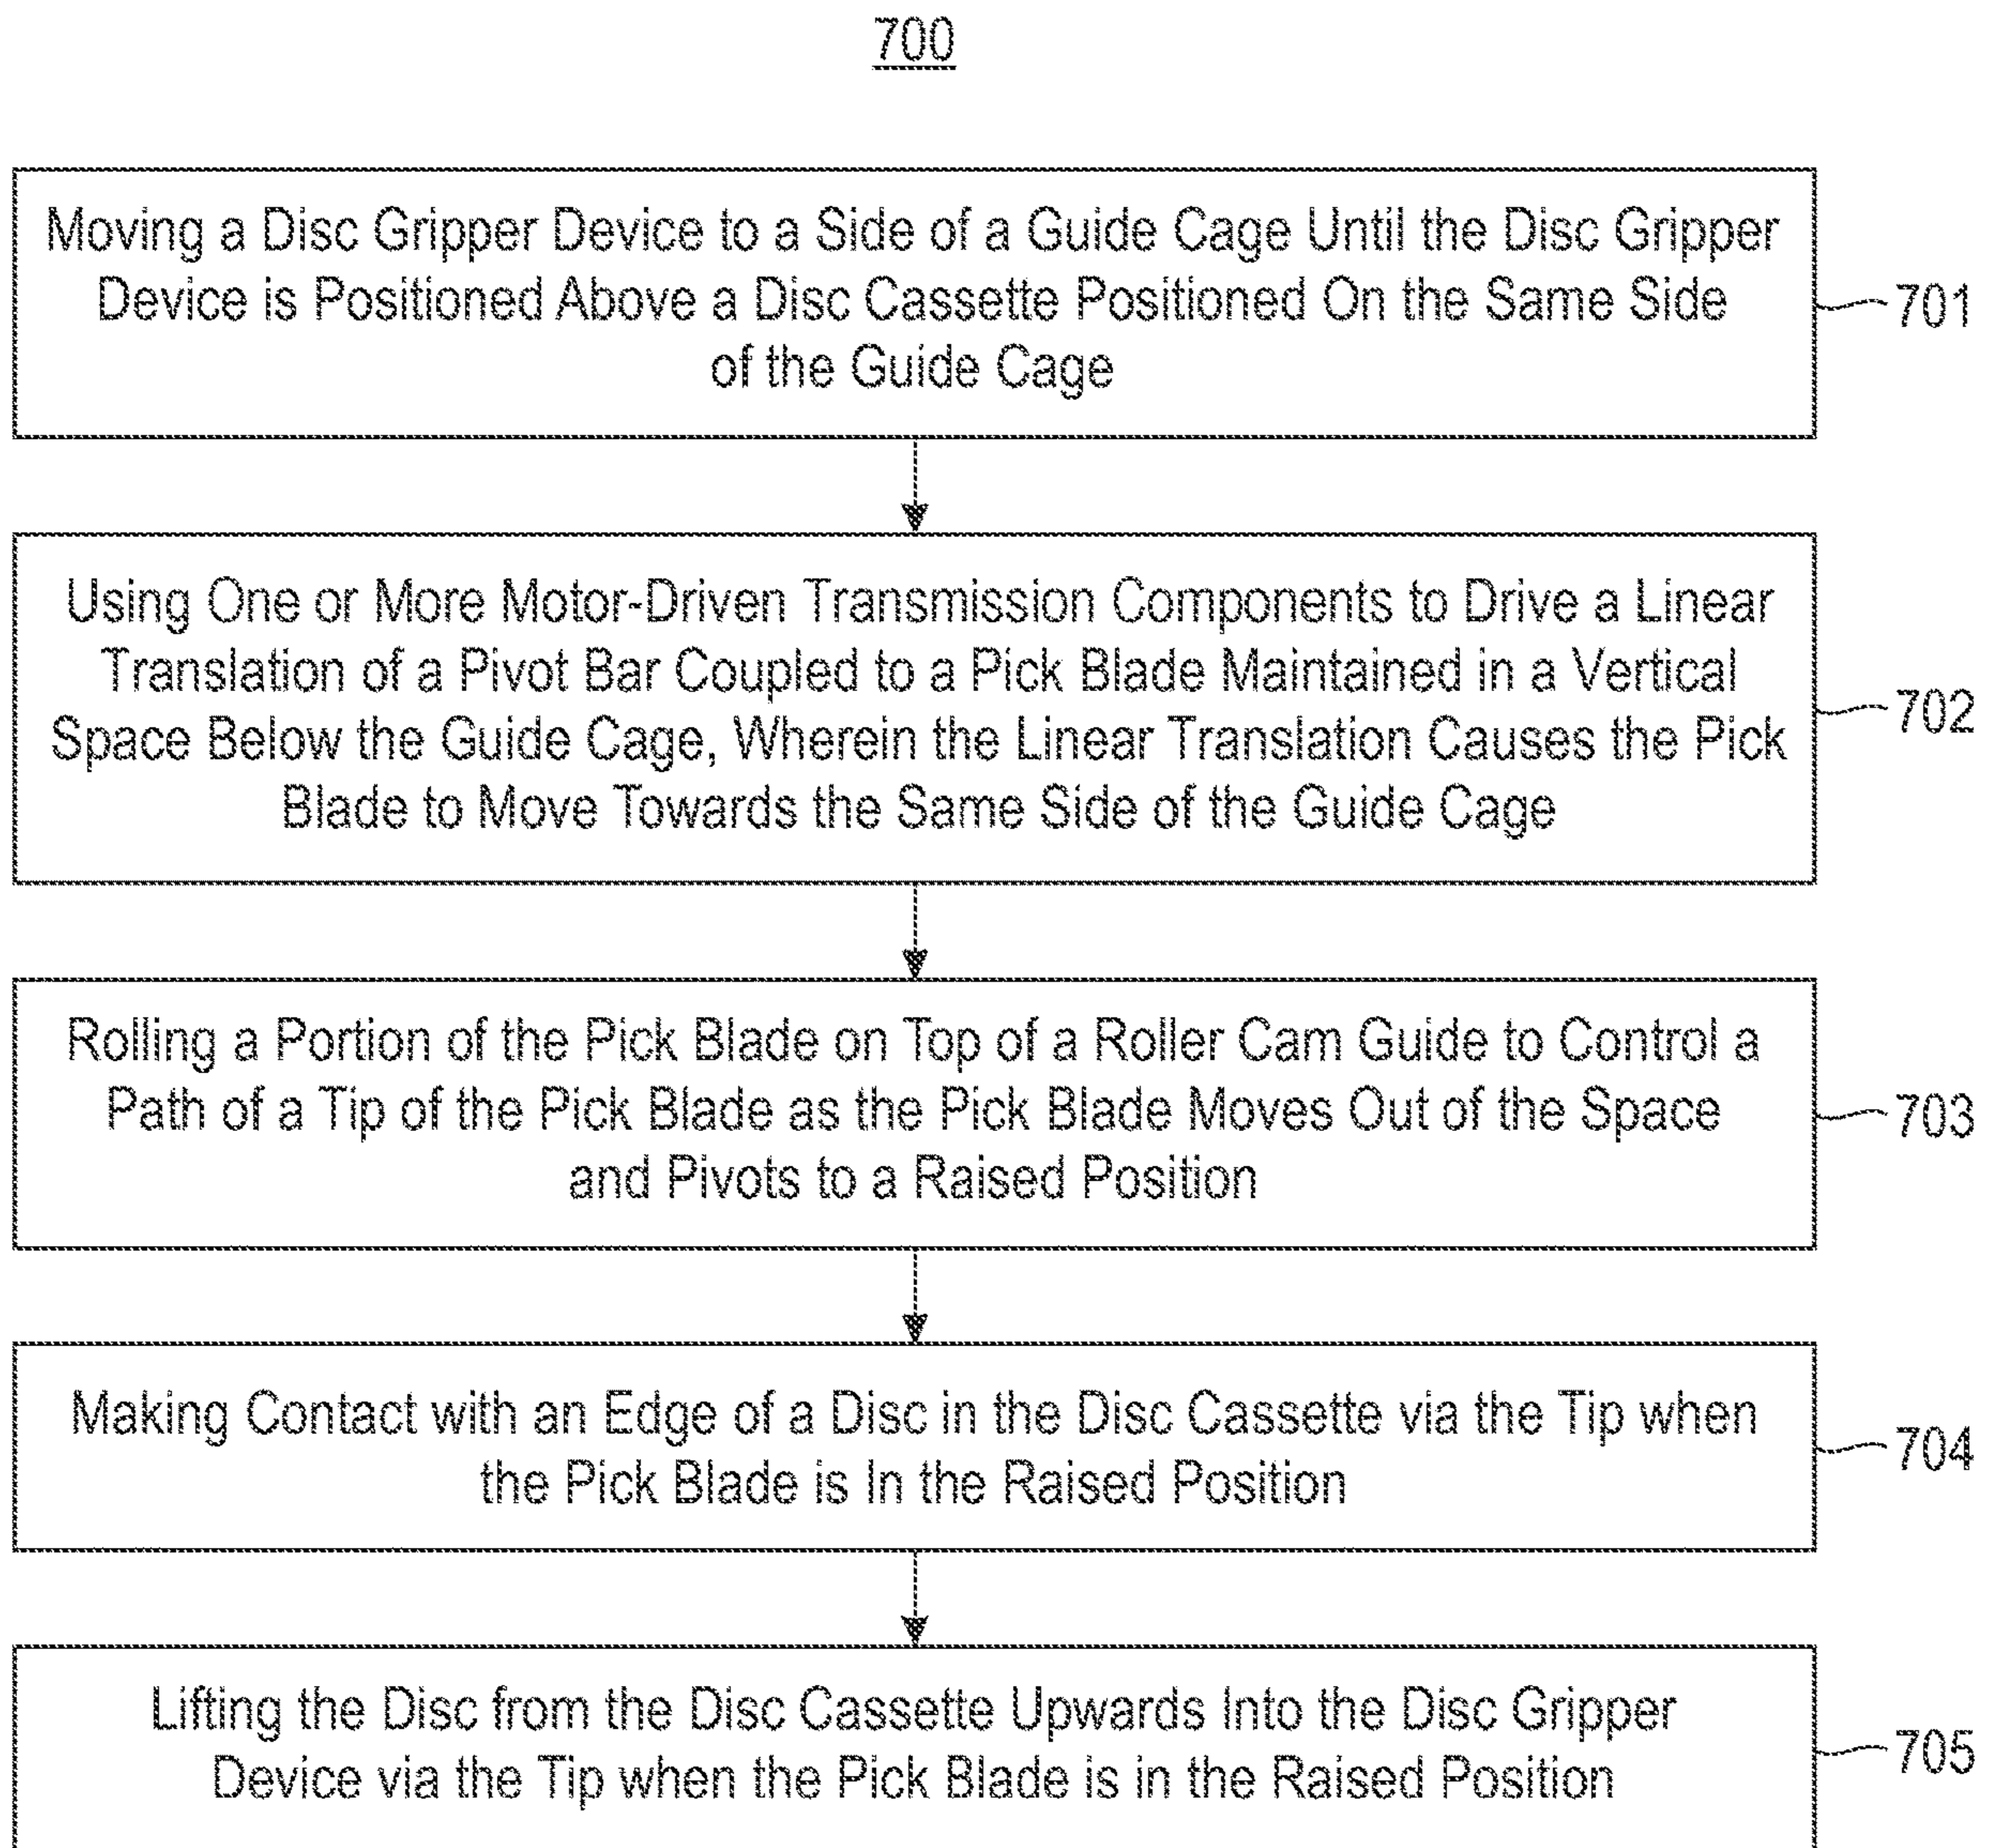 700
Moving a Disc Gripper Device to a Side of a Guide Cage Until the Disc Gripper
Device is Positioned Above a Disc Cassette Positioned On the Same Side
of the Guide Cage
701
Using One or More Motor-Driven Transmission Components to Drive a Linear
Translation of a Pivot Bar Coupled to a Pick Blade Maintained in a Vertical
Space Below the Guide Cage, Wherein the Linear Translation Causes the Pick
Blade to Move Towards the Same Side of the Guide Cage
702
Rolling a Portion of the Pick Blade on Top of a Roller Cam Guide to Control a
Path of a Tip of the Pick Blade as the Pick Blade Moves Out of the Space
and Pivots to a Raised Position
703
Making Contact with an Edge of a Disc in the Disc Cassette via the Tip when
the Pick Blade is In the Raised Position
704
Lifting the Disc from the Disc Cassette Upwards Into the Disc Gripper
Device via the Tip when the Pick Blade is in the Raised Position
705